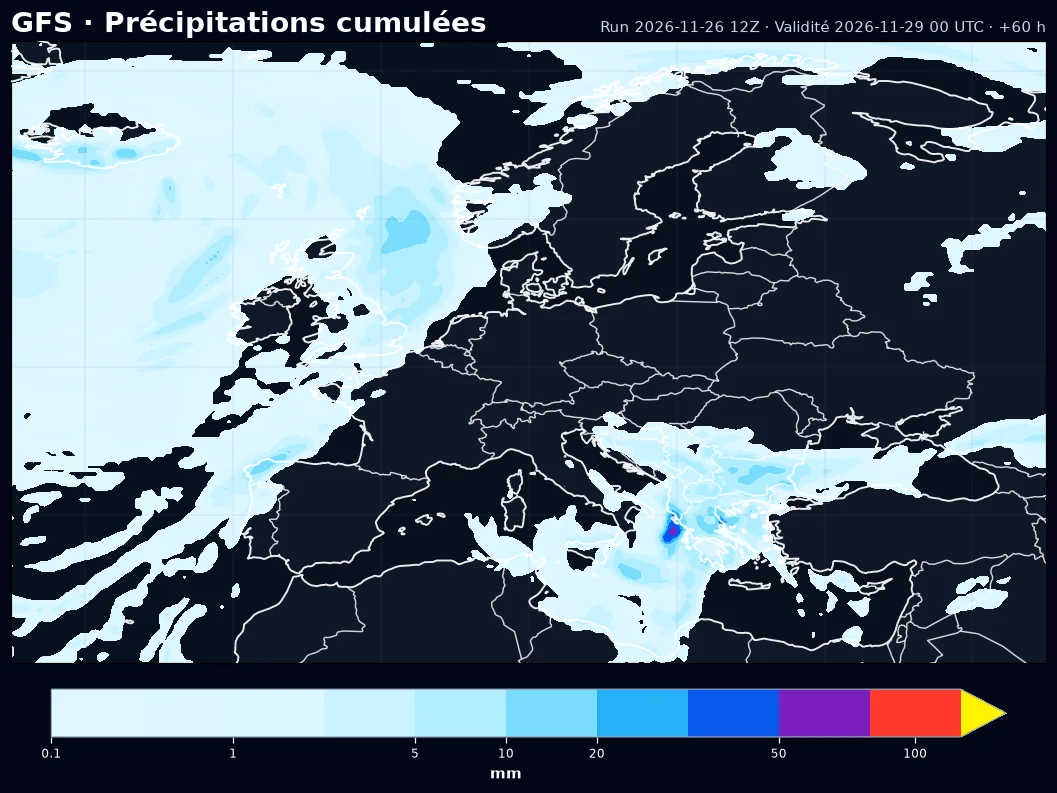 GFS · Précipitations cumulées
Run 2026-11-26 12Z · Validité 2026-11-29 00 UTC · +60 h
0.1 1 5 10 20 50 100
mm